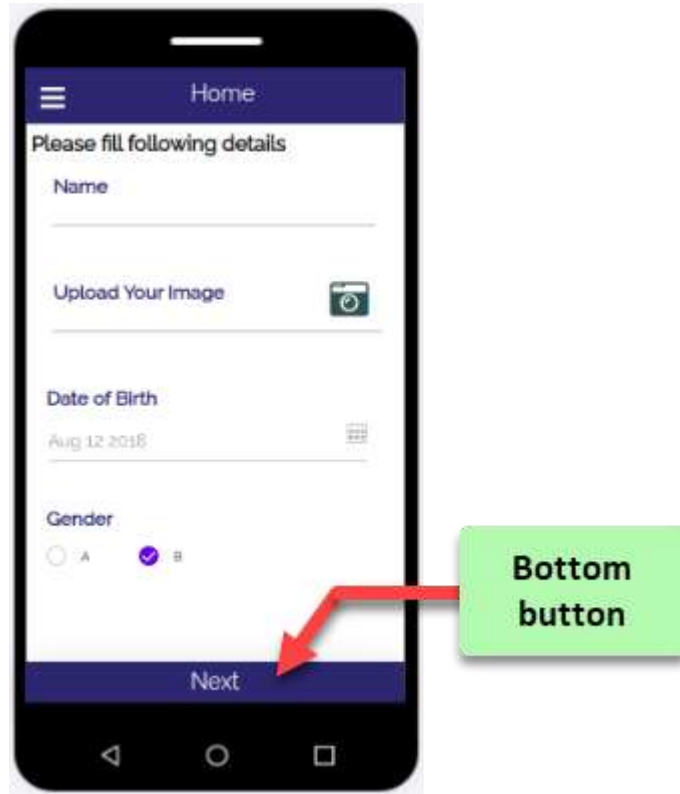 Home
Please fill following details
Name
Upload Your Image
Date of Birth
Aug 12 2018
Gender
A B
Bottom
button
Next